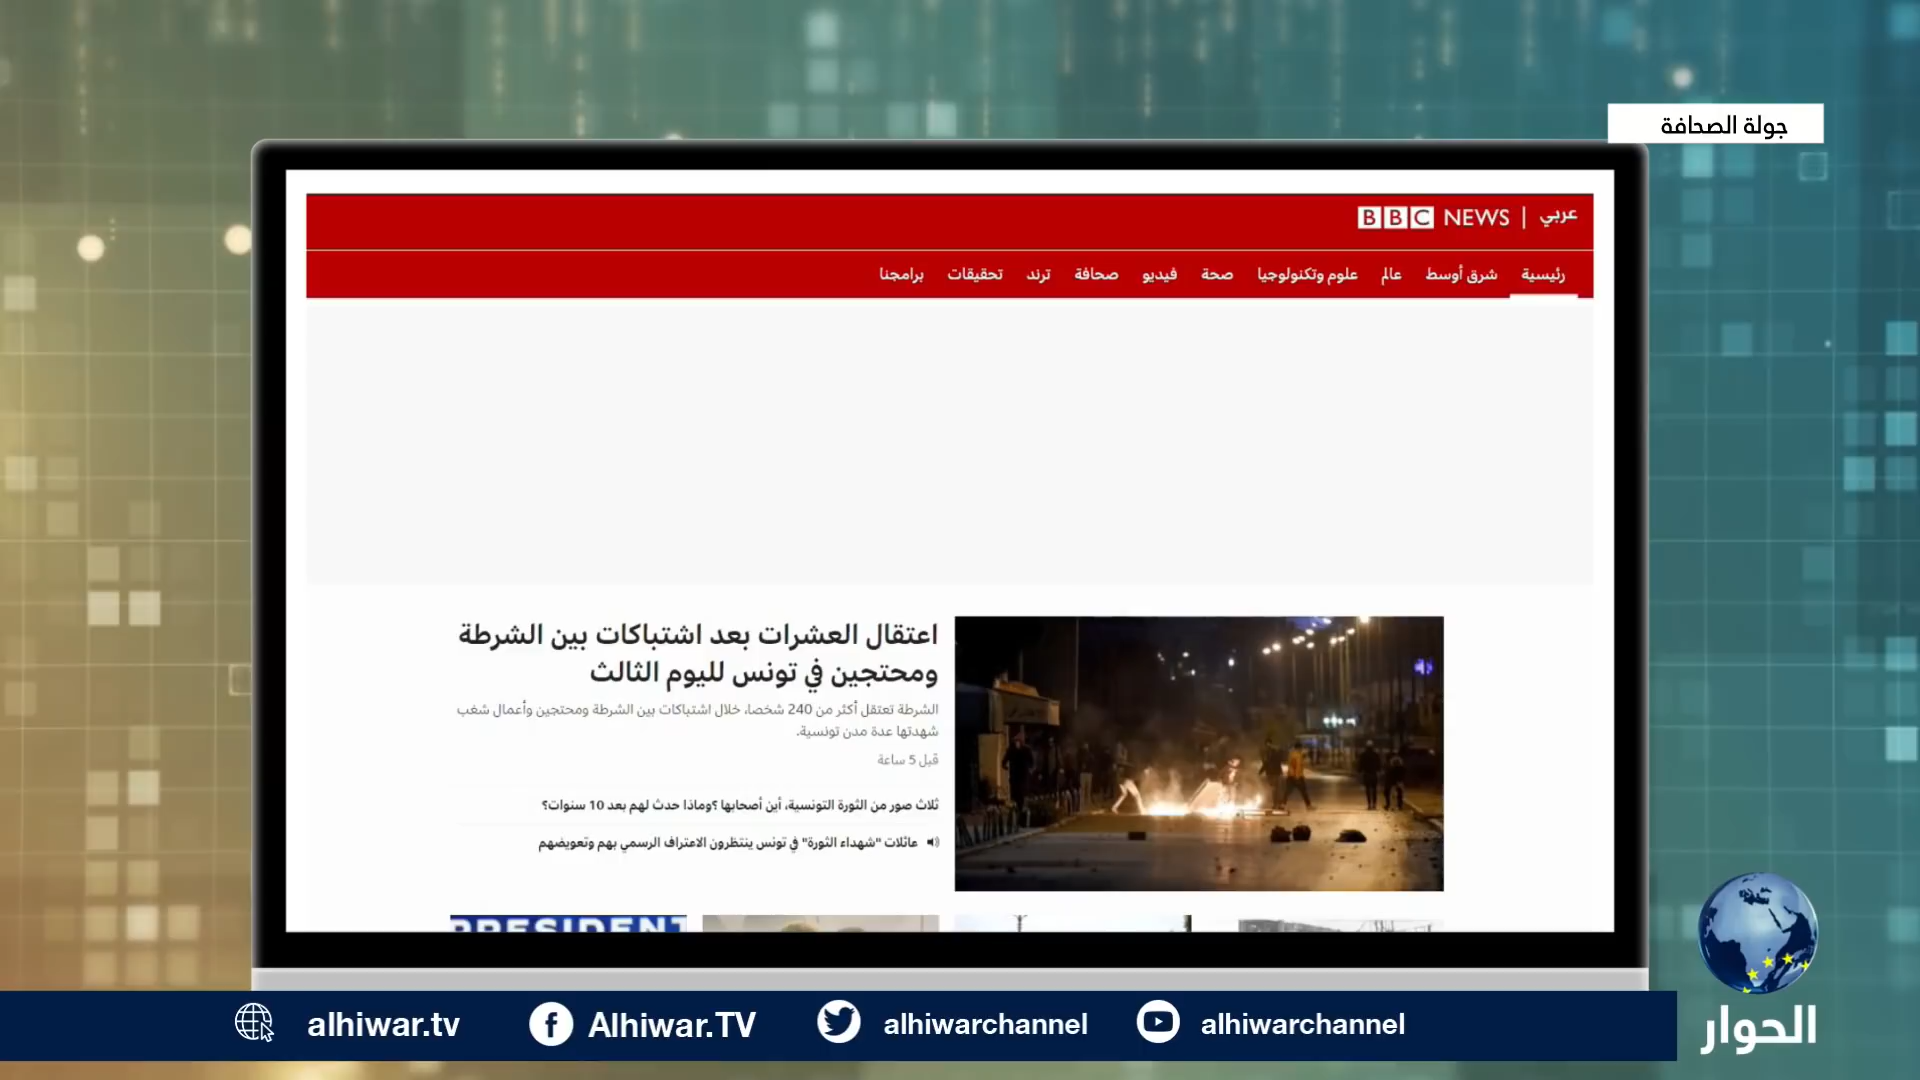 جولة الصحافة
BBC NEWS | عربي
رئيسية شرق أوسط عالم علوم وتكنولوجيا صحة فيديو صحافة ترند تحقيقات برامجنا
اعتقال العشرات بعد اشتباكات بين الشرطة
ومحتجين في تونس لليوم الثالث
الشرطة تعتقل أكثر من 240 شخصا، خلال اشتباكات بين الشرطة ومحتجين وأعمال شغب
شهدتها عدة مدن تونسية.
قبل 5 ساعة
ثلاث صور من الثورة التونسية، أين أصحابها ؟وماذا حدث لهم بعد 10 سنوات؟
عائلات "شهداء الثورة" في تونس ينتظرون الاعتراف الرسمي بهم وتعويضهم
PRESIDENT
alhiwar.tv Alhiwar.TV alhiwarchannel alhiwarchannel
الحوار